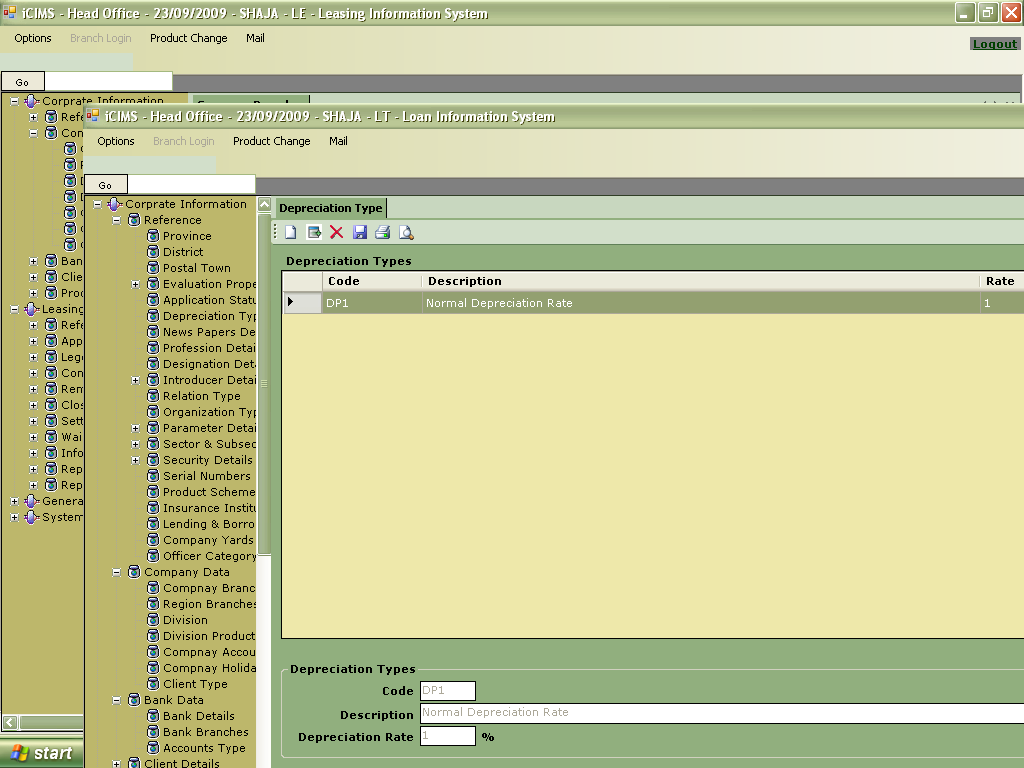 iCIMS - Head Office - 23/09/2009 - SHAJA - LE - Leasing Information System
Options Branch Login Product Change Mail
Logout
Go
Corprate Information
Refe
Con
Ban
Clie
Proc
Leasing
Refe
App
Lega
Con
Rem
Clos
Sett
Wai
Info
Rep
Rep
Genera
System
start
iCIMS - Head Office - 23/09/2009 - SHAJA - LT - Loan Information System
Options Branch Login Product Change Mail
Go
Corprate Information
Reference
Province
District
Postal Town
Evaluation Prope
Application Statu
Depreciation Typ
News Papers De
Profession Detai
Designation Deta
Introducer Detai
Relation Type
Organization Typ
Parameter Detai
Sector & Subsec
Security Details
Serial Numbers
Product Scheme
Insurance Institu
Lending & Borro
Company Yards
Officer Category
Company Data
Compnay Branc
Region Branches
Division
Division Product
Compnay Accou
Compnay Holida
Client Type
Bank Data
Bank Details
Bank Branches
Accounts Type
Client Details
Depreciation Type
Depreciation Types
Code Description Rate
DP1 Normal Depreciation Rate 1
Depreciation Types
Code DP1
Description Normal Depreciation Rate
Depreciation Rate 1 %